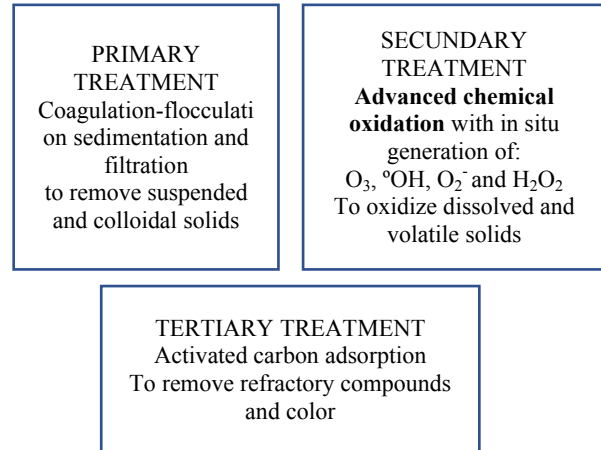 PRIMARY
TREATMENT
Coagulation-flocculati
on sedimentation and
filtration
to remove suspended
and colloidal solids
SECUNDARY
TREATMENT
Advanced chemical
oxidation with in situ
generation of:
O₃, ºOH, O₂⁻ and H₂O₂
To oxidize dissolved and
volatile solids
TERTIARY TREATMENT
Activated carbon adsorption
To remove refractory compounds
and color